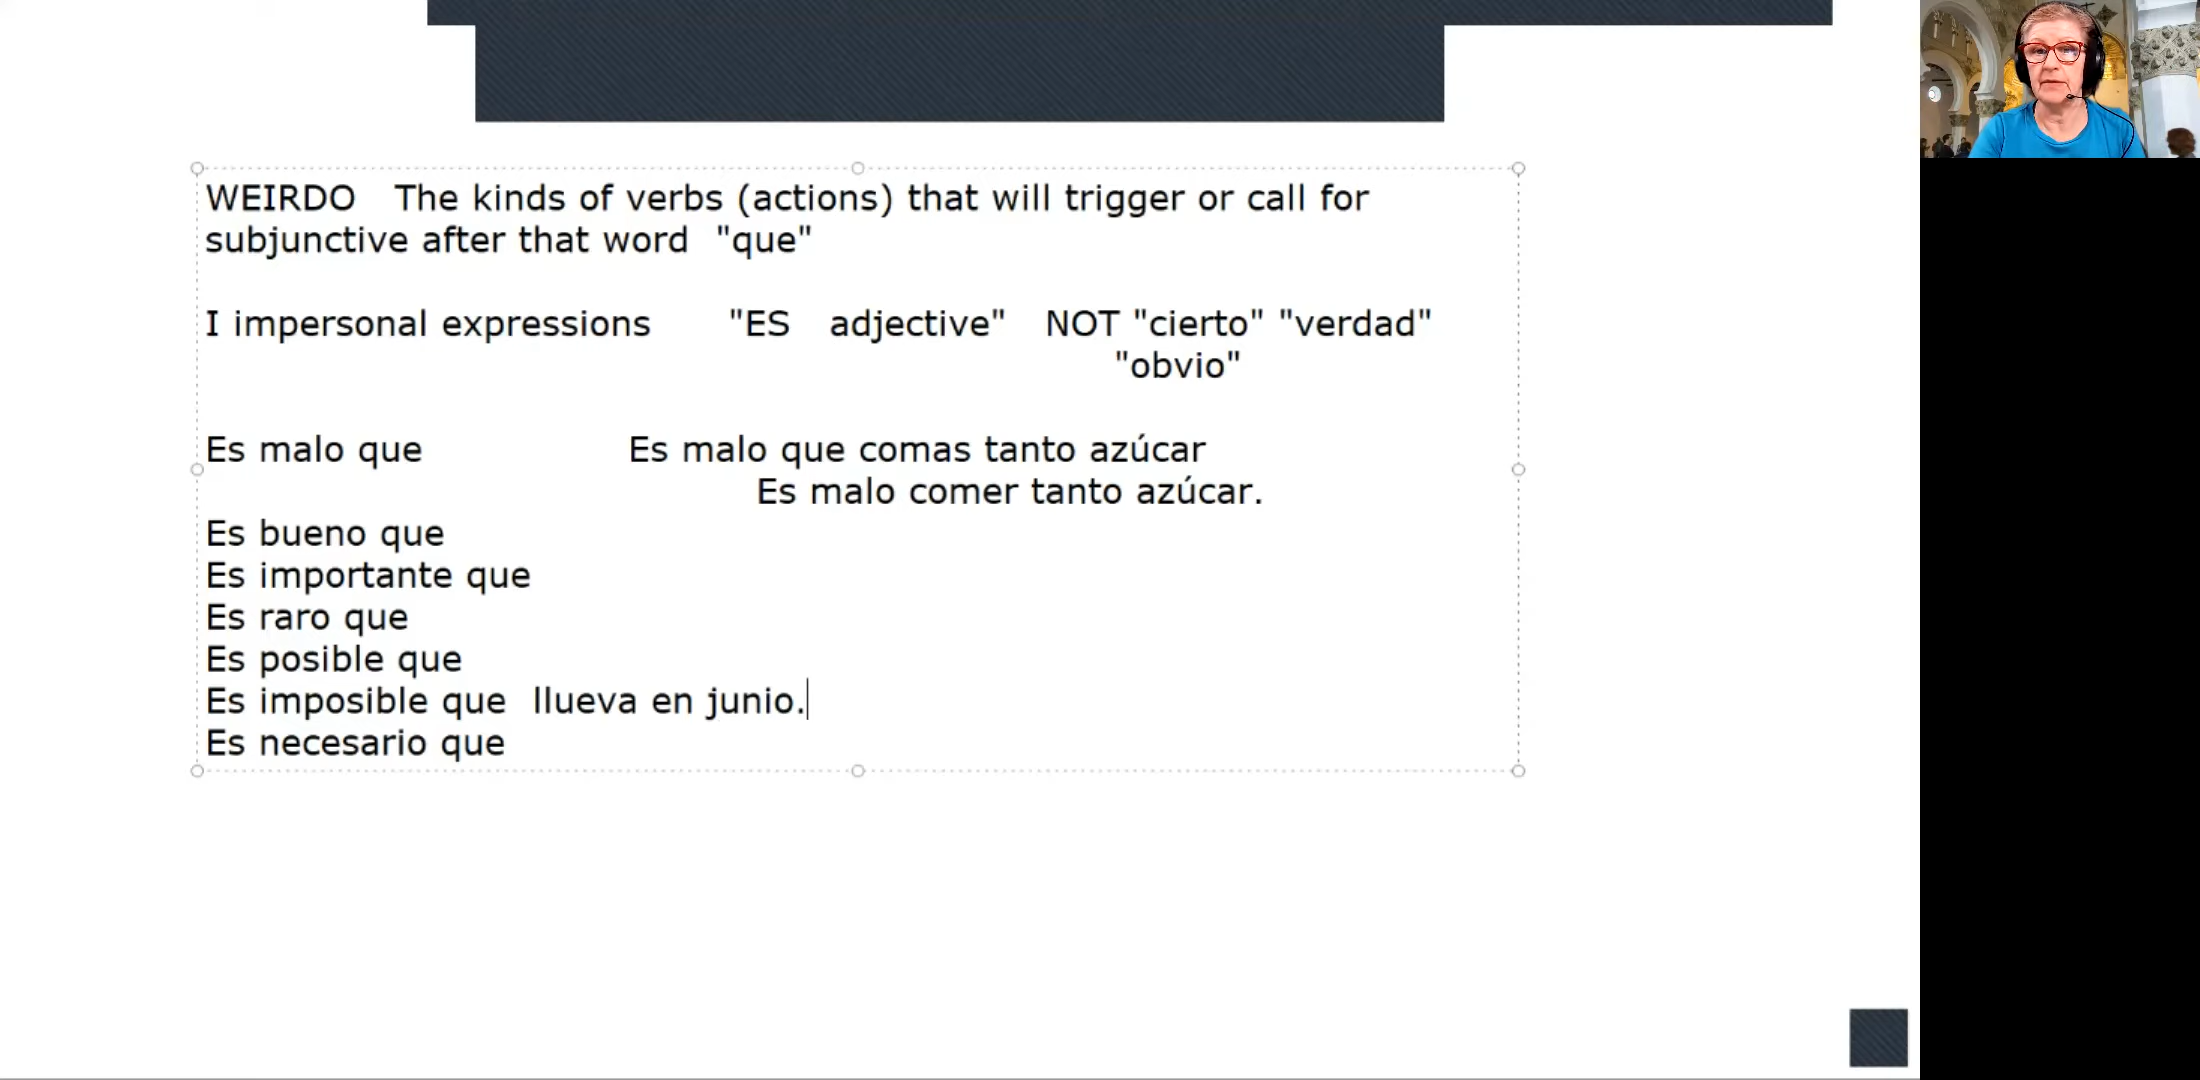 WEIRDO The kinds of verbs (actions) that will trigger or call for
subjunctive after that word "que"
I impersonal expressions "ES adjective" NOT "cierto" "verdad"
"obvio"
Es malo que Es malo que comas tanto azúcar
Es malo comer tanto azúcar.
Es bueno que
Es importante que
Es raro que
Es posible que
Es imposible que llueva en junio.
Es necesario que